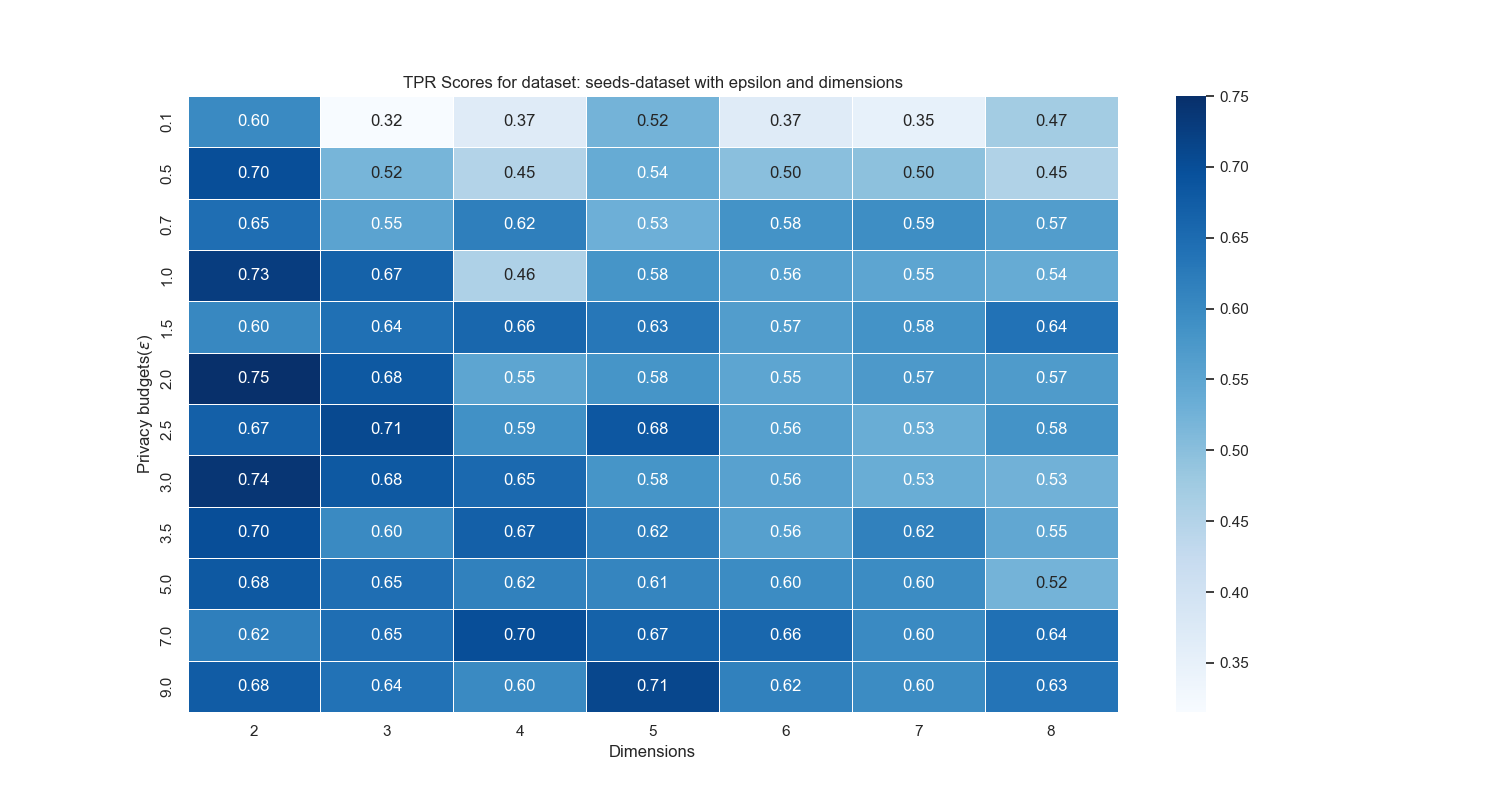 TPR Scores for dataset: seeds-dataset with epsilon and dimensions
Privacy budgets(ε)
0.1 0.60 0.32 0.37 0.52 0.37 0.35 0.47
0.5 0.70 0.52 0.45 0.54 0.50 0.50 0.45
0.7 0.65 0.55 0.62 0.53 0.58 0.59 0.57
1.0 0.73 0.67 0.46 0.58 0.56 0.55 0.54
1.5 0.60 0.64 0.66 0.63 0.57 0.58 0.64
2.0 0.75 0.68 0.55 0.58 0.55 0.57 0.57
2.5 0.67 0.71 0.59 0.68 0.56 0.53 0.58
3.0 0.74 0.68 0.65 0.58 0.56 0.53 0.53
3.5 0.70 0.60 0.67 0.62 0.56 0.62 0.55
5.0 0.68 0.65 0.62 0.61 0.60 0.60 0.52
7.0 0.62 0.65 0.70 0.67 0.66 0.60 0.64
9.0 0.68 0.64 0.60 0.71 0.62 0.60 0.63
2 3 4 5 6 7 8
Dimensions
0.75
0.70
0.65
0.60
0.55
0.50
0.45
0.40
0.35